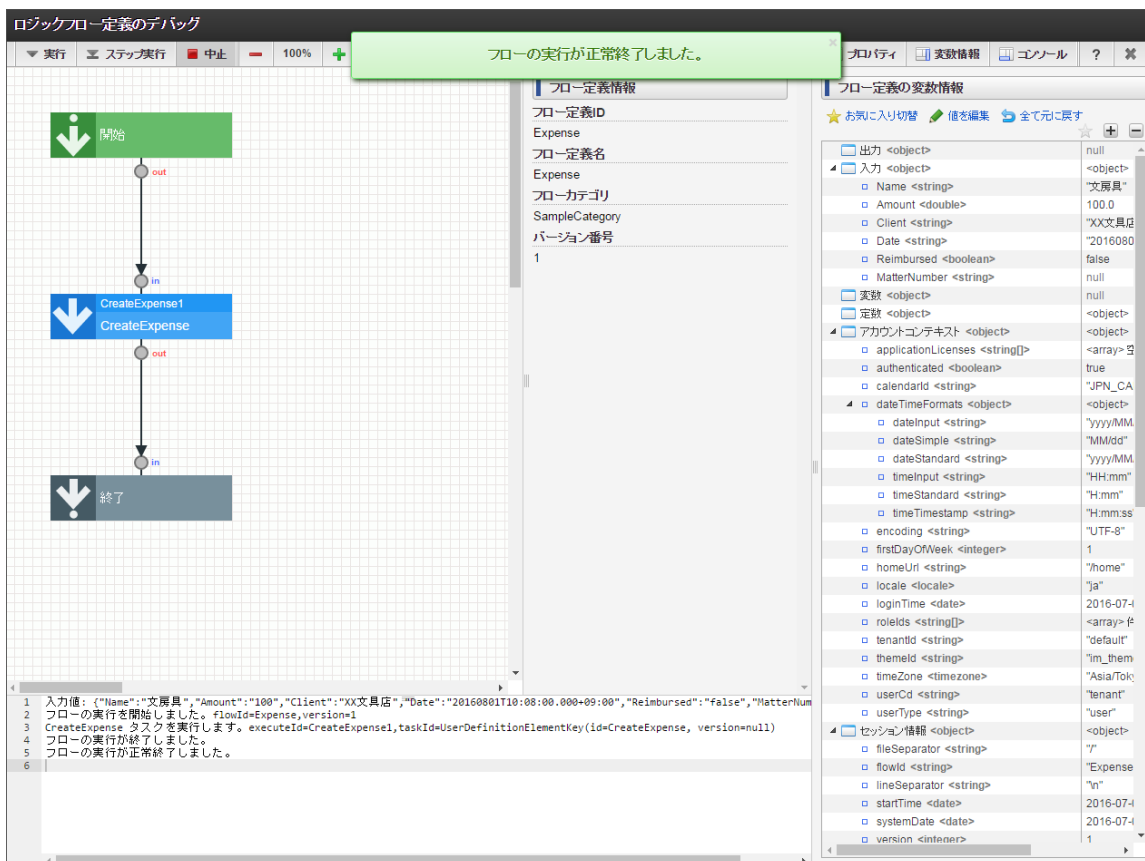 ロジックフロー定義のデバッグ
実行 ステップ実行 中止 100% プロパティ 変数情報 コンソール ?
フローの実行が正常終了しました。
開始
out
in
CreateExpense1
CreateExpense
out
in
終了
フロー定義情報
フロー定義ID
Expense
フロー定義名
Expense
フローカテゴリ
SampleCategory
バージョン番号
1
フロー定義の変数情報
お気に入り切替 値を編集 全て元に戻す
出力 <object> null
入力 <object> <object>
Name <string> "文房具"
Amount <double> 100.0
Client <string> "XX文具店
Date <string> "2016080
Reimbursed <boolean> false
MatterNumber <string> null
変数 <object> null
定数 <object> <object>
アカウントコンテキスト <object> <object>
applicationLicenses <string[]> <array>
authenticated <boolean> true
calendarId <string> "JPN_CA
dateTimeFormats <object> <object>
dateInput <string> "yyyy/MM
dateSimple <string> "MM/dd"
dateStandard <string> "yyyy/MM
timeInput <string> "HH:mm"
timeStandard <string> "H:mm"
timeTimestamp <string> "H:mm:ss"
encoding <string> "UTF-8"
firstDayOfWeek <integer> 1
homeUrl <string> "/home"
locale <locale> "ja"
loginTime <date> 2016-07-
roleIds <string[]> <array>
tenantId <string> "default"
themeId <string> "im_them
timeZone <timezone> "Asia/Tok
userCd <string> "tenant"
userType <string> "user"
セッション情報 <object> <object>
fileSeparator <string> "/"
flowId <string> "Expense
lineSeparator <string> "\n"
startTime <date> 2016-07-
systemDate <date> 2016-07-
version <integer> 1
1 入力値: {"Name":"文房具","Amount":"100","Client":"XX文具店","Date":"20160801T10:08:00.000+09:00","Reimbursed":"false","MatterNum
2 フローの実行を開始しました。flowId=Expense,version=1
3 CreateExpense タスクを実行します。executeId=CreateExpense1,taskId=UserDefinitionElementKey(id=CreateExpense, version=null)
4 フローの実行が終了しました。
5 フローの実行が正常終了しました。
6